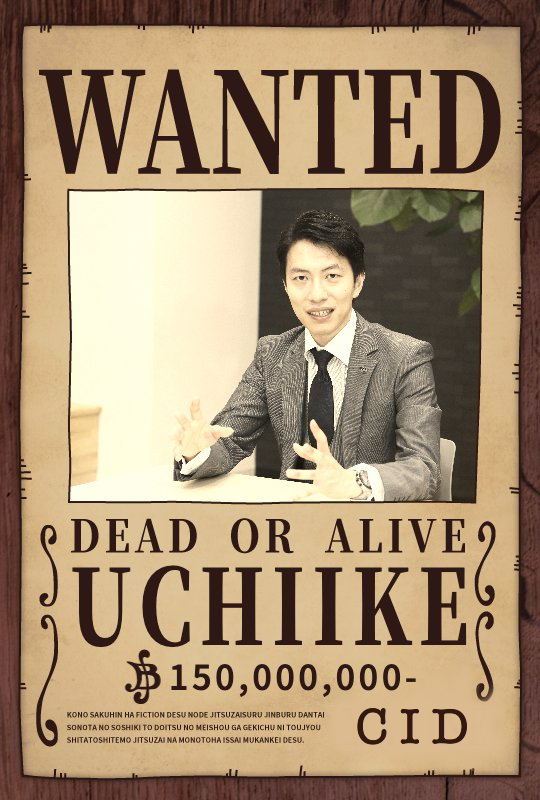 WANTED
DEAD OR ALIVE
UCHIIKE
฿150,000,000-
KONO SAKUHIN HA FICTION DESU NODE JITSUZAISURU JINBURU DANTAI
SONOTA NO SOSHIKI TO DOITSU NO MEISHOU GA GEKICHU NI TOUJYOU
SHITATOSHITEMO JITSUZAI NA MONOTOHA ISSAI MUKANKEI DESU.
CID